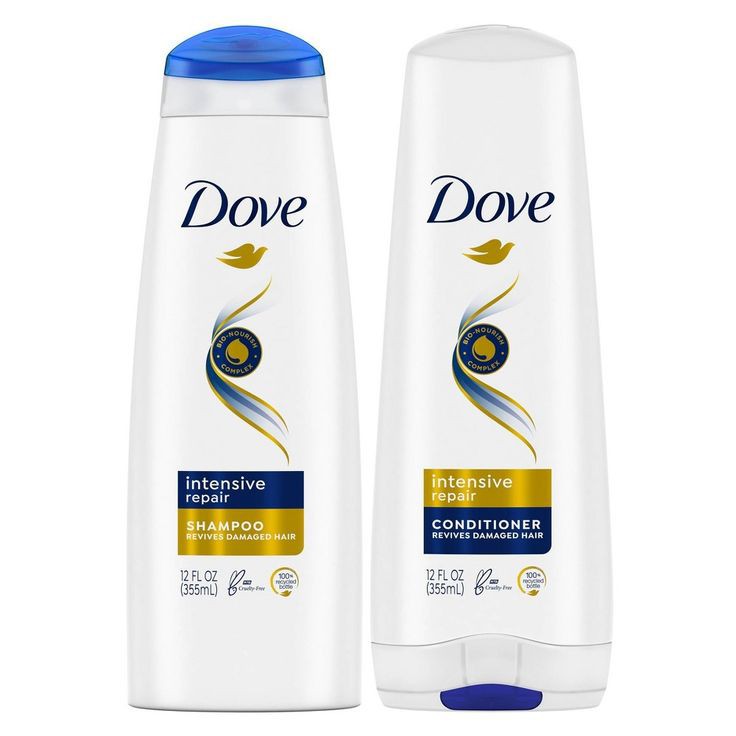 Dove
BIO-NOURISH
COMPLEX
intensive
repair
SHAMPOO
REVIVES DAMAGED HAIR
12 FL OZ
(355mL)
PETA
Cruelty-Free
100%
recycled
bottle
Dove
BIO-NOURISH
COMPLEX
intensive
repair
CONDITIONER
REVIVES DAMAGED HAIR
12 FL OZ
(355mL)
PETA
Cruelty-Free
100%
recycled
bottle